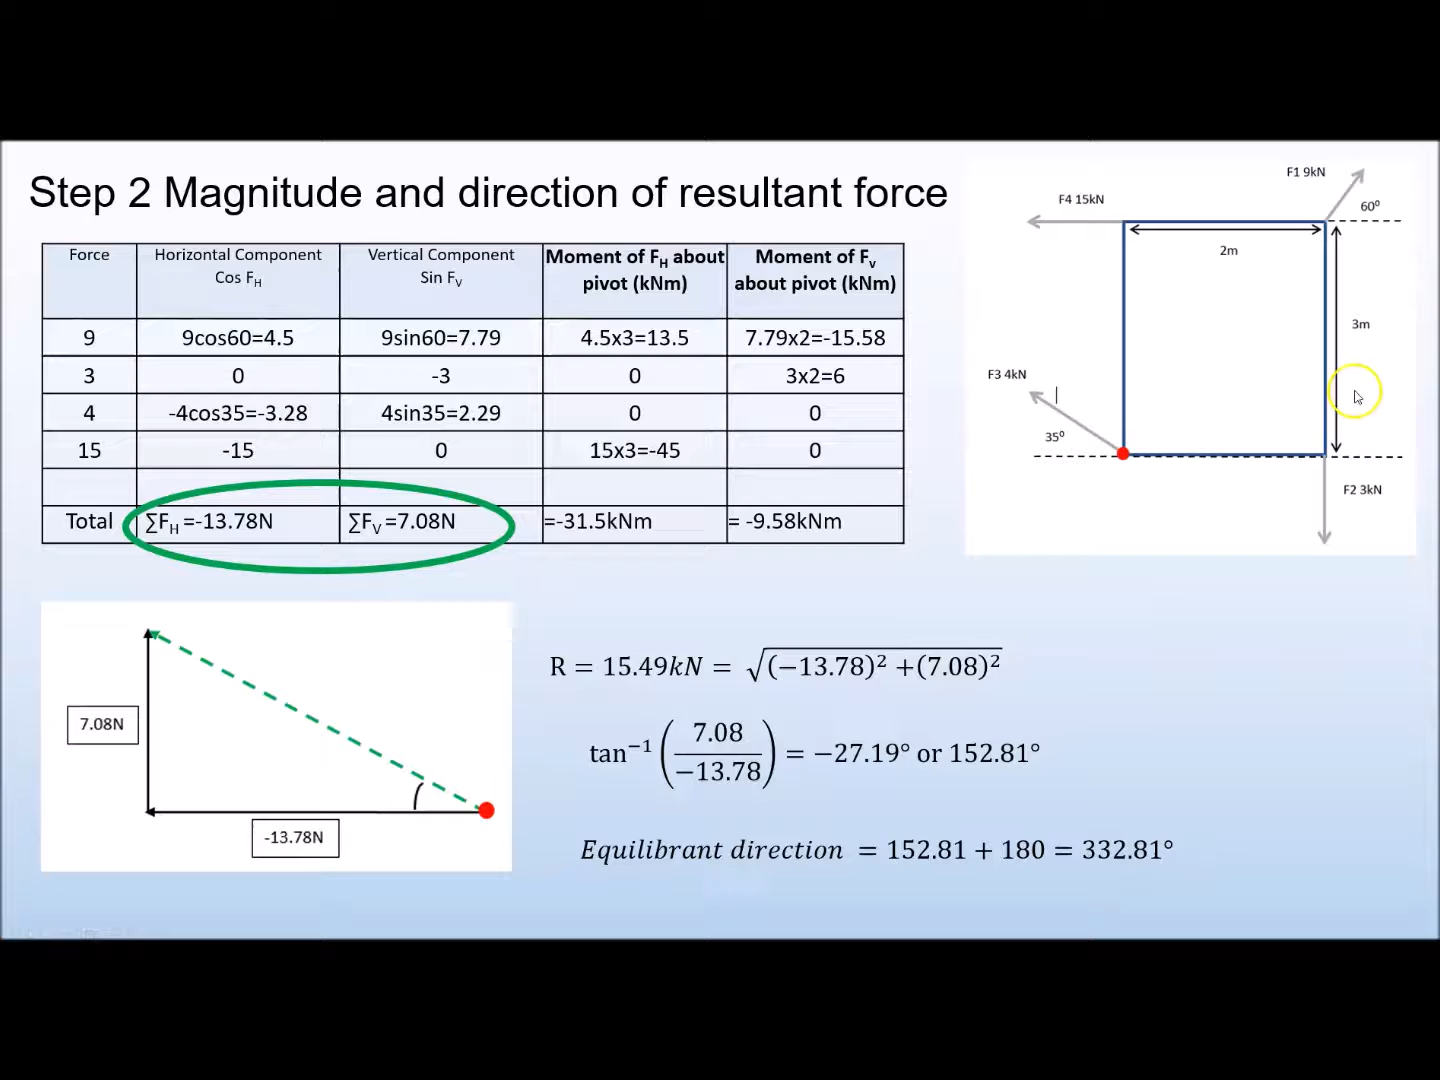 Step 2 Magnitude and direction of resultant force
Force
Horizontal Component
Cos F_H
Vertical Component
Sin F_V
Moment of F_H about
pivot (kNm)
Moment of F_v
about pivot (kNm)
9
9cos60=4.5
9sin60=7.79
4.5x3=13.5
7.79x2=-15.58
3
0
-3
0
3x2=6
4
-4cos35=-3.28
4sin35=2.29
0
0
15
-15
0
15x3=-45
0
Total
∑F_H =-13.78N
∑F_V =7.08N
=-31.5kNm
= -9.58kNm
F1 9kN
60⁰
F4 15kN
2m
3m
F3 4kN
35⁰
F2 3kN
7.08N
-13.78N
R = 15.49kN = √(−13.78)² +(7.08)²
tan⁻¹ (7.08/−13.78) = −27.19° or 152.81°
Equilibrant direction = 152.81 + 180 = 332.81°